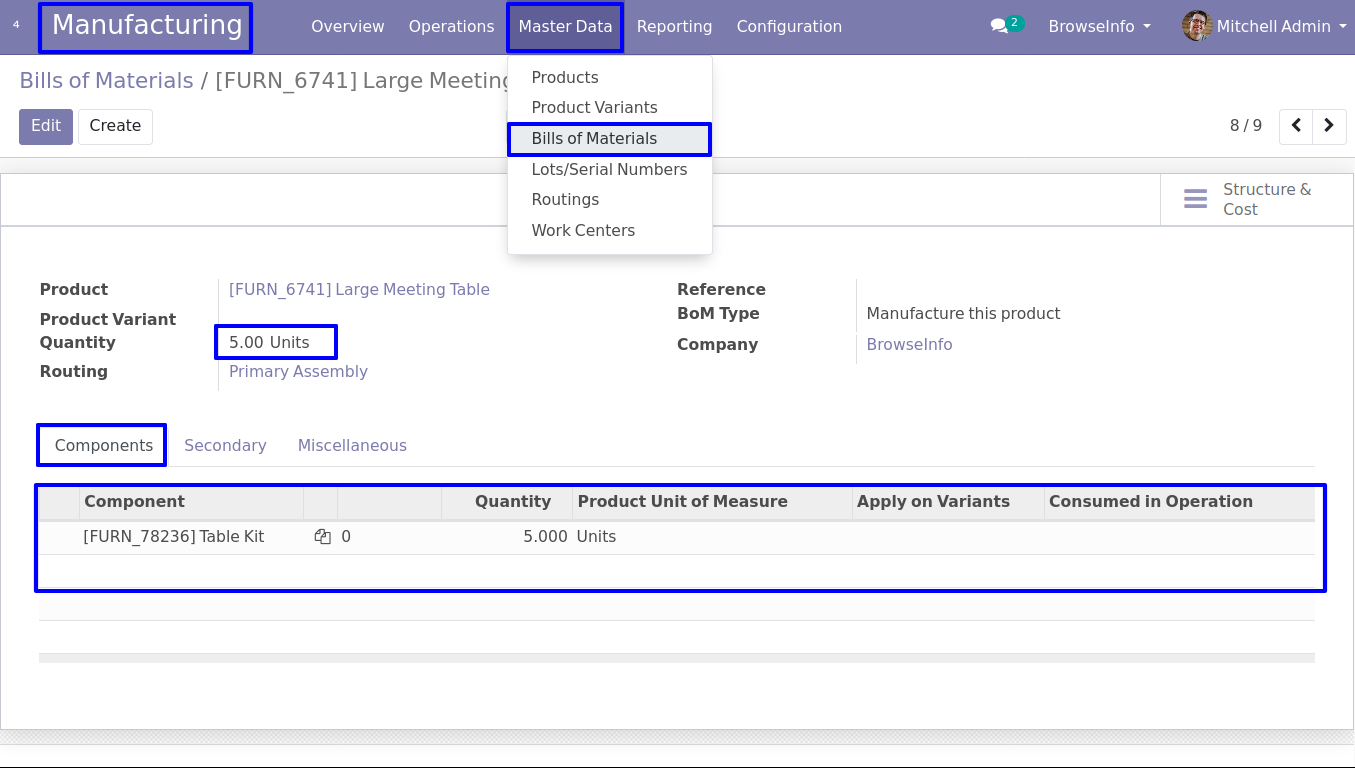 4 Manufacturing Overview Operations Master Data Reporting Configuration 2 BrowseInfo Mitchell Admin
Bills of Materials / [FURN_6741] Large Meeting
Products
Product Variants
Bills of Materials
Lots/Serial Numbers
Routings
Work Centers
Edit Create 8 / 9
Structure &
Cost
Product [FURN_6741] Large Meeting Table
Product Variant
Quantity 5.00 Units
Routing Primary Assembly
Reference
BoM Type Manufacture this product
Company BrowseInfo
Components Secondary Miscellaneous
Component Quantity Product Unit of Measure Apply on Variants Consumed in Operation
[FURN_78236] Table Kit 0 5.000 Units